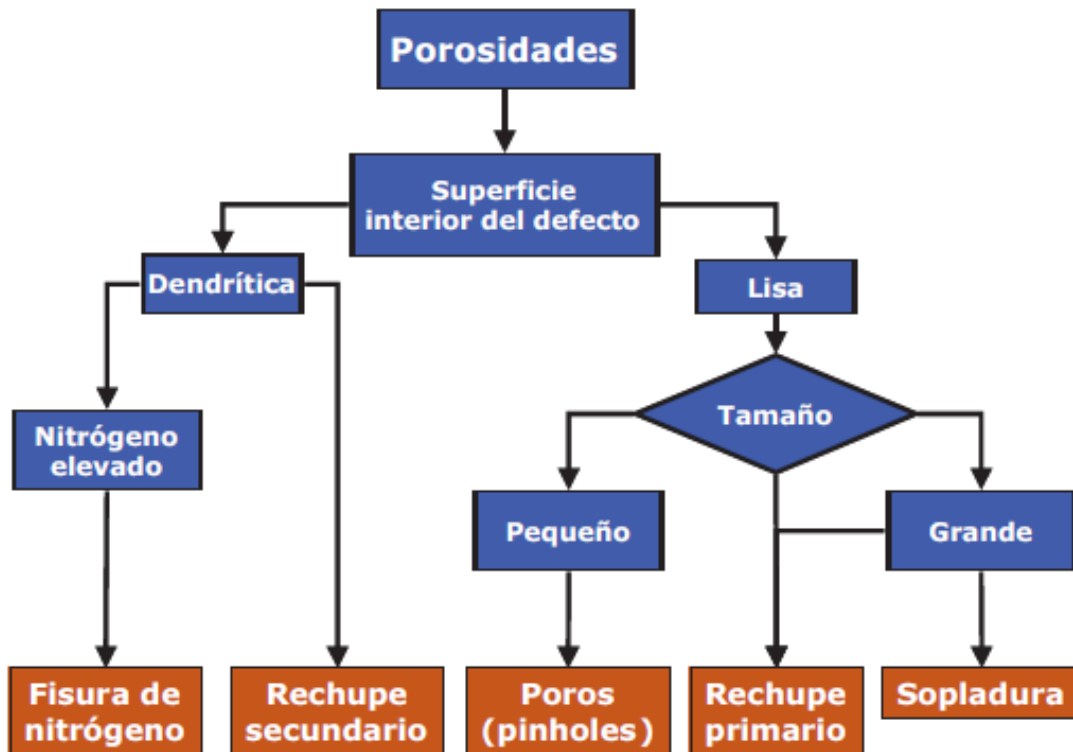 Porosidades
Superficie
interior del defecto
Dendrítica
Lisa
Tamaño
Nitrógeno
elevado
Pequeño
Grande
Fisura de
nitrógeno
Rechupe
secundario
Poros
(pinholes)
Rechupe
primario
Sopladura